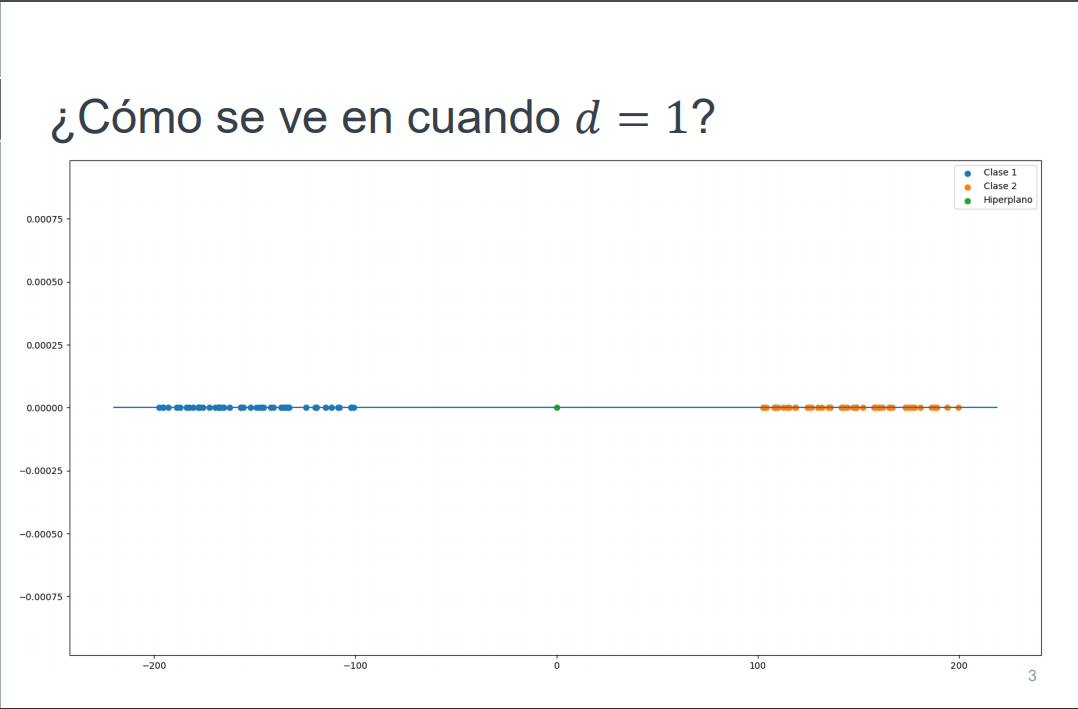 ¿Cómo se ve en cuando d = 1?
Clase 1
Clase 2
Hiperplano
0.00075
0.00050
0.00025
0.00000
−0.00025
−0.00050
−0.00075
−200 −100 0 100 200
3